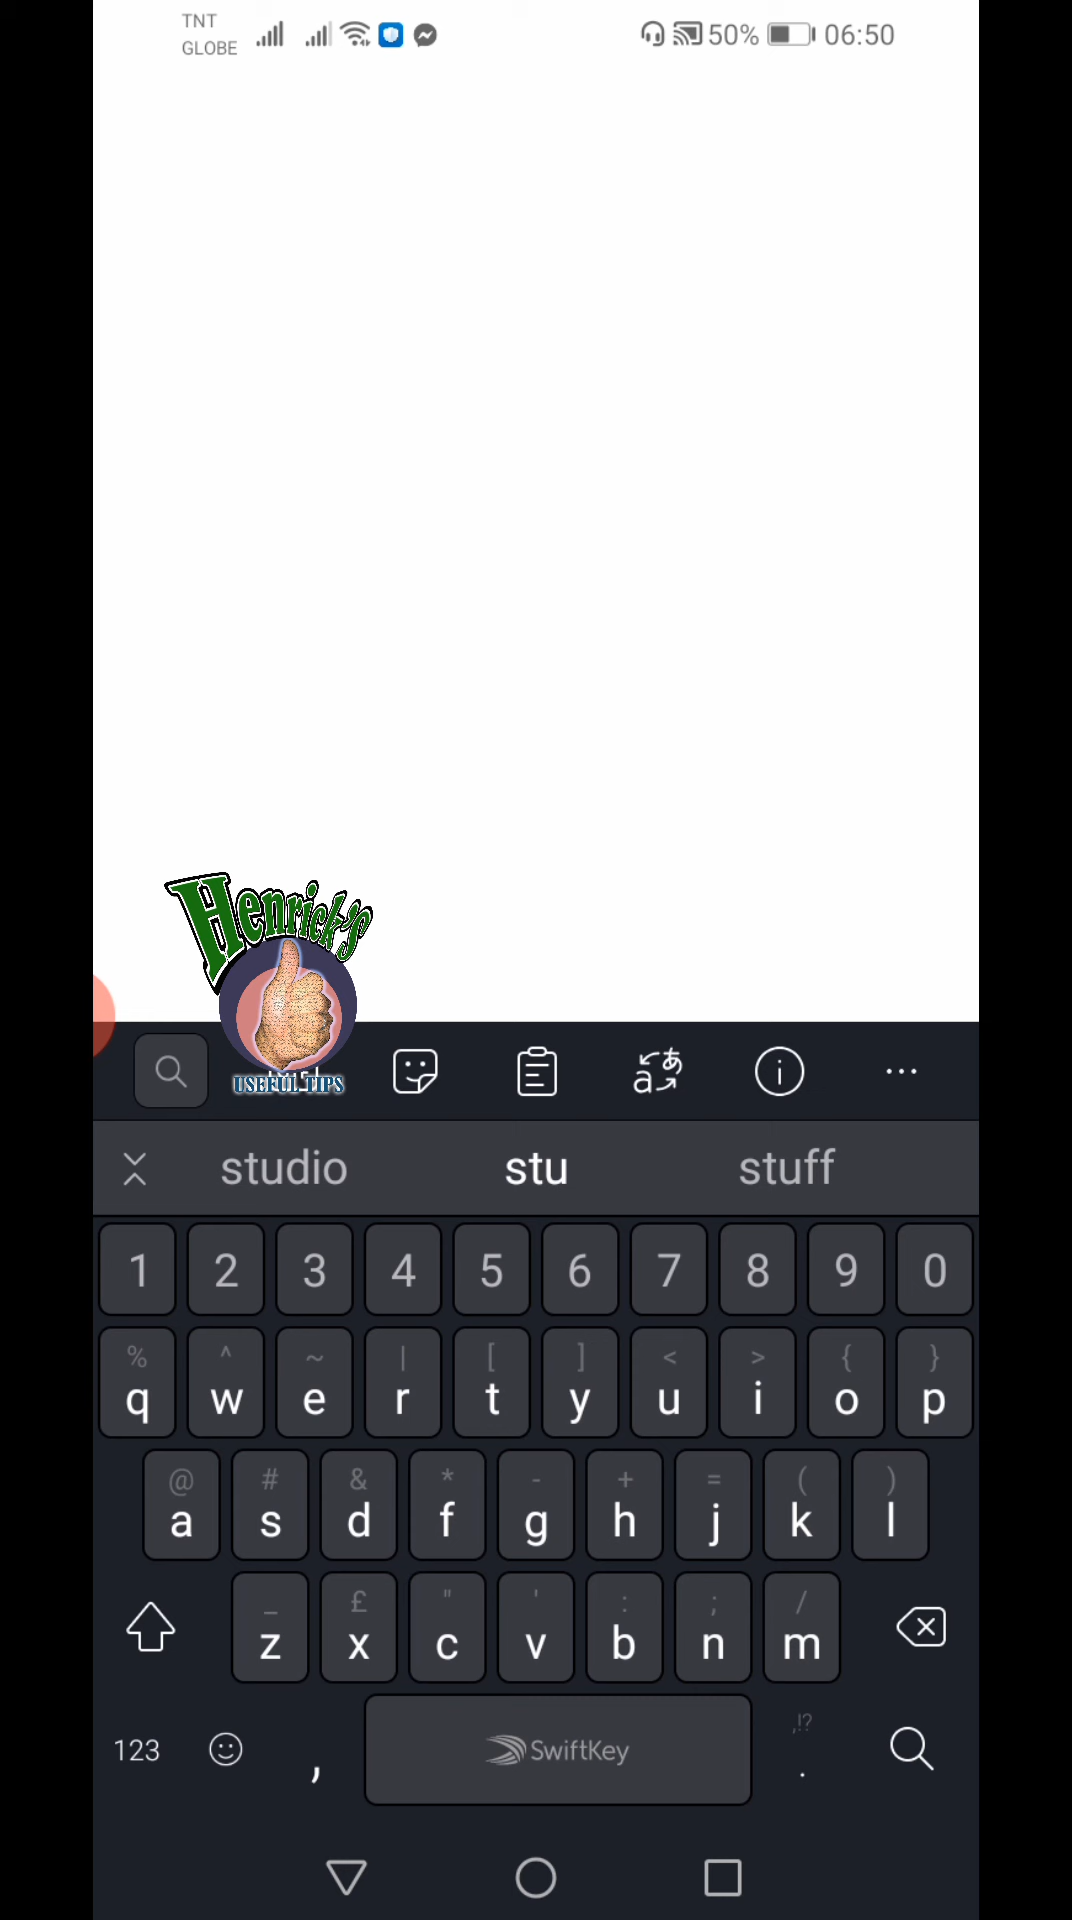 TNT
GLOBE
50% 06:50
Henrick's
USEFUL TIPS
studio stu stuff
1 2 3 4 5 6 7 8 9 0
% ^ ~ | [ ] < > { }
q w e r t y u i o p
@ # & * - + = ( )
a s d f g h j k l
_ £ " ' : ; /
z x c v b n m
,!?
123 , SwiftKey .